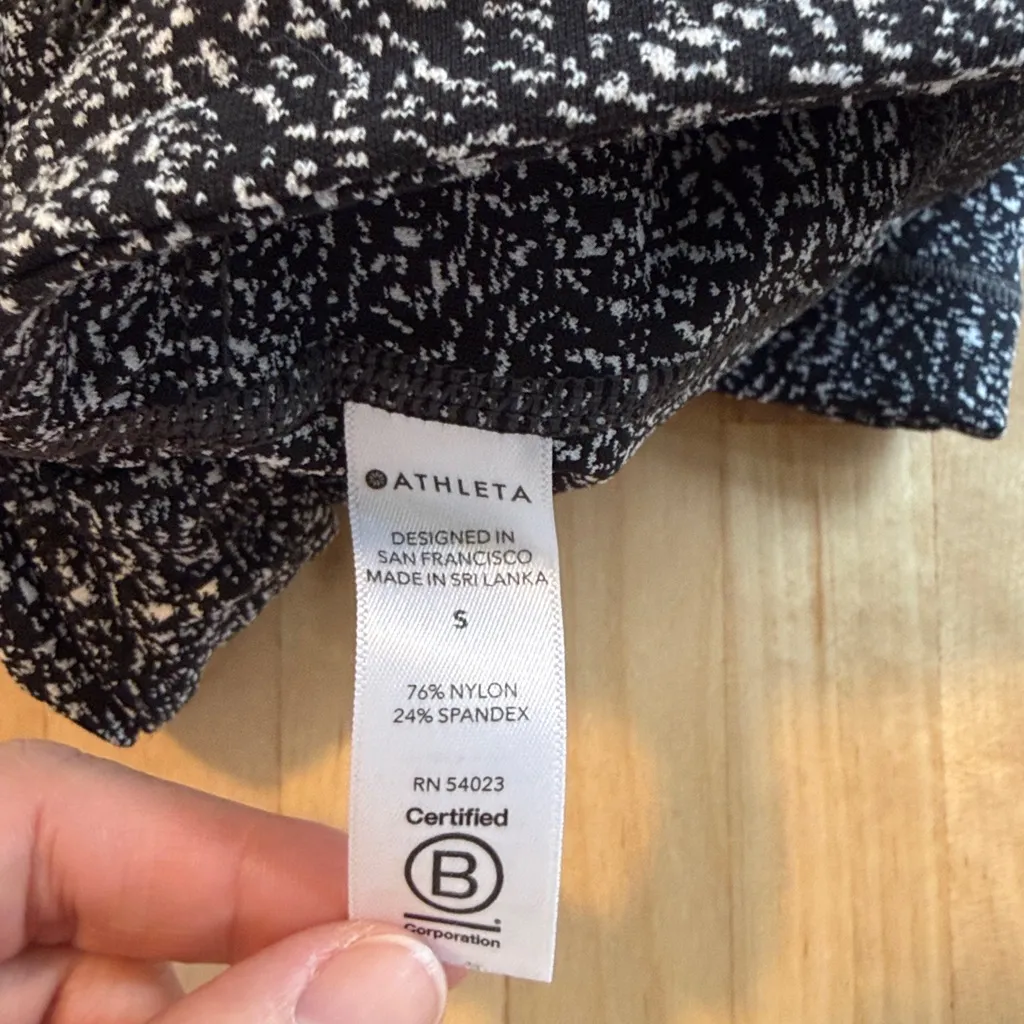 ATHLETA
DESIGNED IN
SAN FRANCISCO
MADE IN SRI LANKA
S
76% NYLON
24% SPANDEX
RN 54023
Certified
B
Corporation